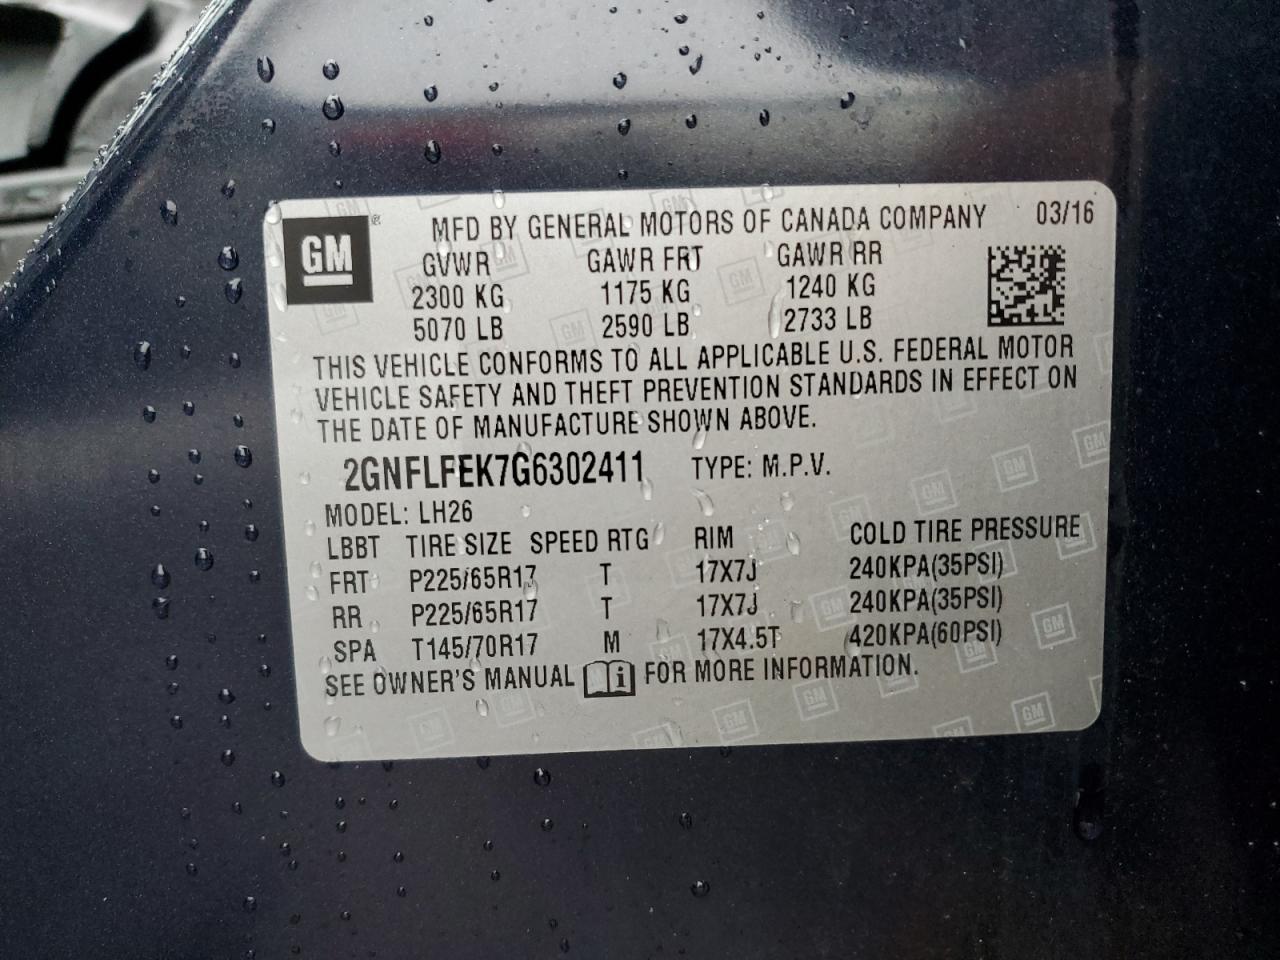 GM ®
MFD BY GENERAL MOTORS OF CANADA COMPANY 03/16
GVWR GAWR FRT GAWR RR
2300 KG 1175 KG 1240 KG
5070 LB 2590 LB 2733 LB
THIS VEHICLE CONFORMS TO ALL APPLICABLE U.S. FEDERAL MOTOR
VEHICLE SAFETY AND THEFT PREVENTION STANDARDS IN EFFECT ON
THE DATE OF MANUFACTURE SHOWN ABOVE.
2GNFLFEK7G6302411 TYPE: M.P.V.
MODEL: LH26
LBBT TIRE SIZE SPEED RTG RIM COLD TIRE PRESSURE
FRT P225/65R17 T 17X7J 240KPA(35PSI)
RR P225/65R17 T 17X7J 240KPA(35PSI)
SPA T145/70R17 M 17X4.5T 420KPA(60PSI)
SEE OWNER'S MANUAL i FOR MORE INFORMATION.